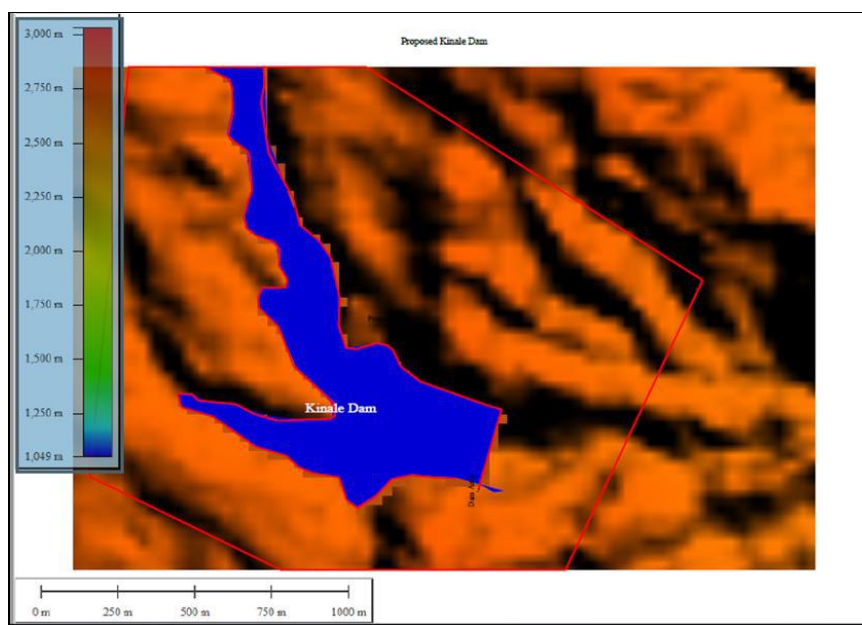 Proposed Kinale Dam
3,000 m
2,750 m
2,500 m
2,250 m
2,000 m
1,750 m
1,500 m
1,250 m
1,049 m
Kinale Dam
0 m 250 m 500 m 750 m 1000 m